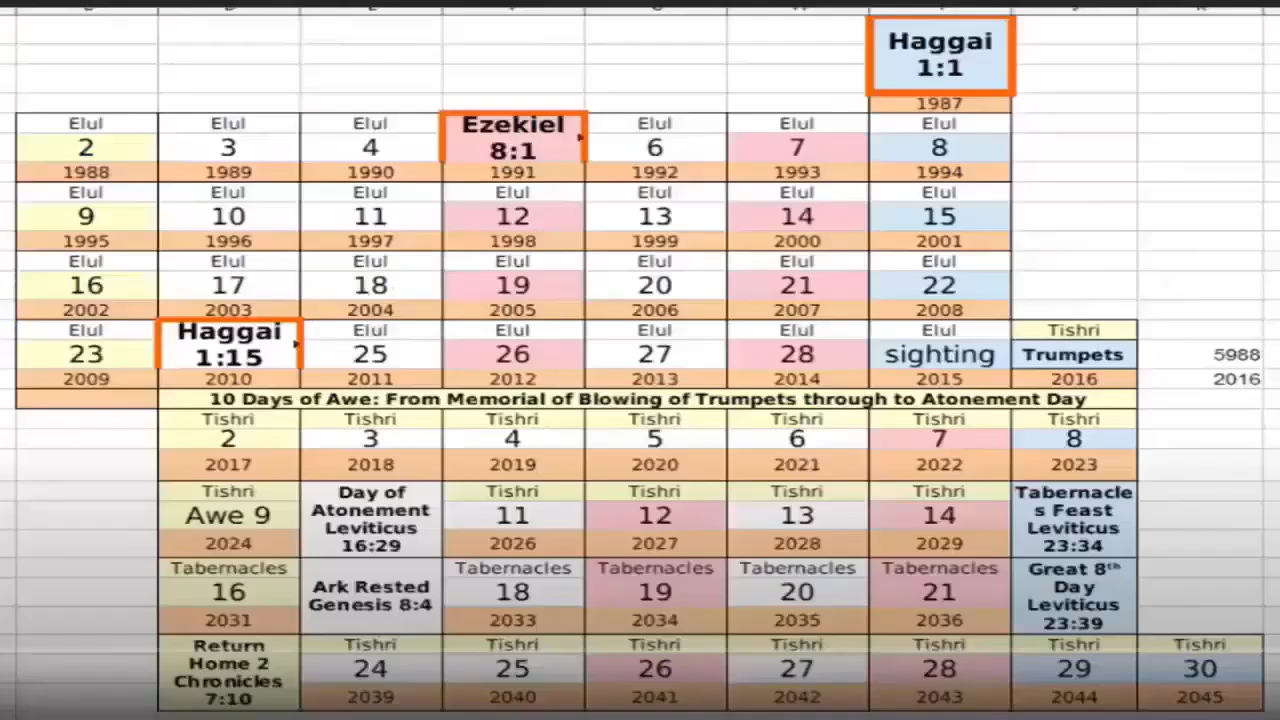 Haggai
1:1
1987
Elul Elul Elul Ezekiel Elul Elul Elul
2 3 4 8:1 6 7 8
1988 1989 1990 1991 1992 1993 1994
Elul Elul Elul Elul Elul Elul Elul
9 10 11 12 13 14 15
1995 1996 1997 1998 1999 2000 2001
Elul Elul Elul Elul Elul Elul Elul
16 17 18 19 20 21 22
2002 2003 2004 2005 2006 2007 2008
Elul Haggai Elul Elul Elul Elul Elul Tishri
23 1:15 25 26 27 28 sighting Trumpets 5988
2009 2010 2011 2012 2013 2014 2015 2016 2016
10 Days of Awe: From Memorial of Blowing of Trumpets through to Atonement Day
Tishri Tishri Tishri Tishri Tishri Tishri Tishri
2 3 4 5 6 7 8
2017 2018 2019 2020 2021 2022 2023
Tishri
Awe 9
2024
Day of
Atonement
Leviticus
16:29
Tishri Tishri Tishri Tishri
11 12 13 14
2026 2027 2028 2029
Tabernacle
s Feast
Leviticus
23:34
Tabernacles
16
2031
Ark Rested
Genesis 8:4
Tabernacles Tabernacles Tabernacles Tabernacles
18 19 20 21
2033 2034 2035 2036
Great 8th
Day
Leviticus
23:39
Return
Home 2
Chronicles
7:10
Tishri Tishri Tishri Tishri Tishri Tishri Tishri
24 25 26 27 28 29 30
2039 2040 2041 2042 2043 2044 2045